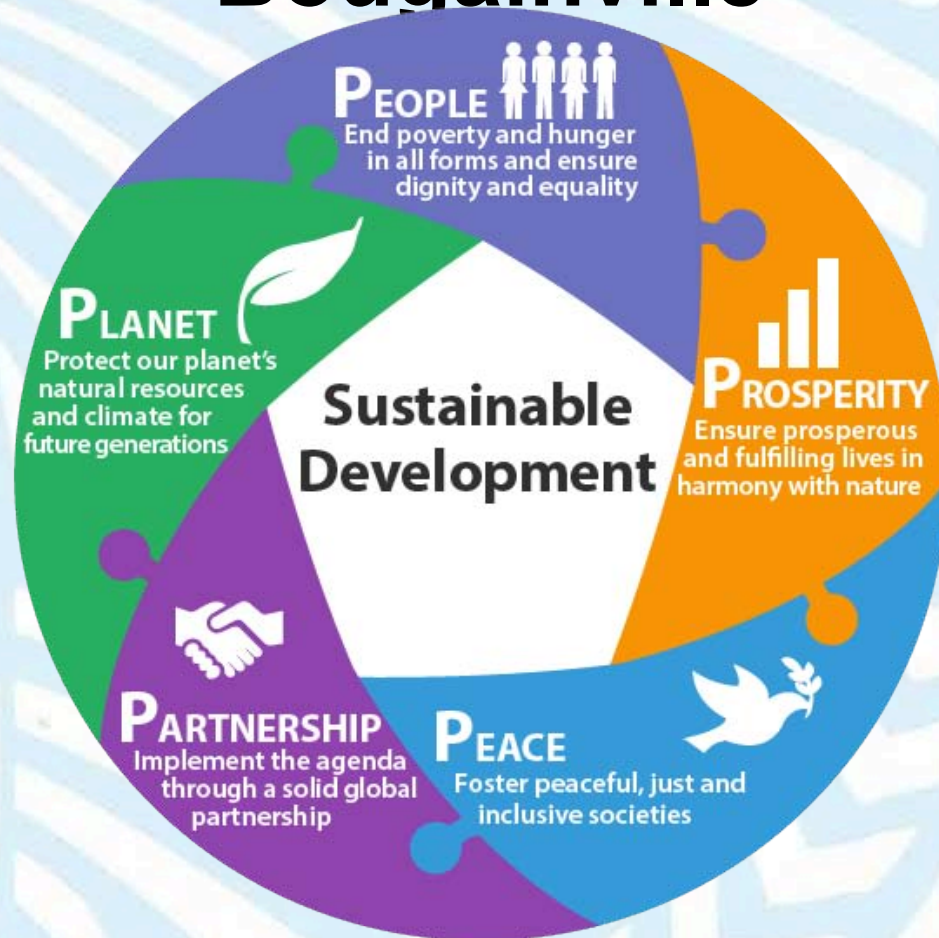 Bougainville
PEOPLE
End poverty and hunger
in all forms and ensure
dignity and equality
PLANET
Protect our planet's
natural resources
and climate for
future generations
Sustainable
Development
PROSPERITY
Ensure prosperous
and fulfilling lives in
harmony with nature
PARTNERSHIP
Implement the agenda
through a solid global
partnership
PEACE
Foster peaceful, just and
inclusive societies